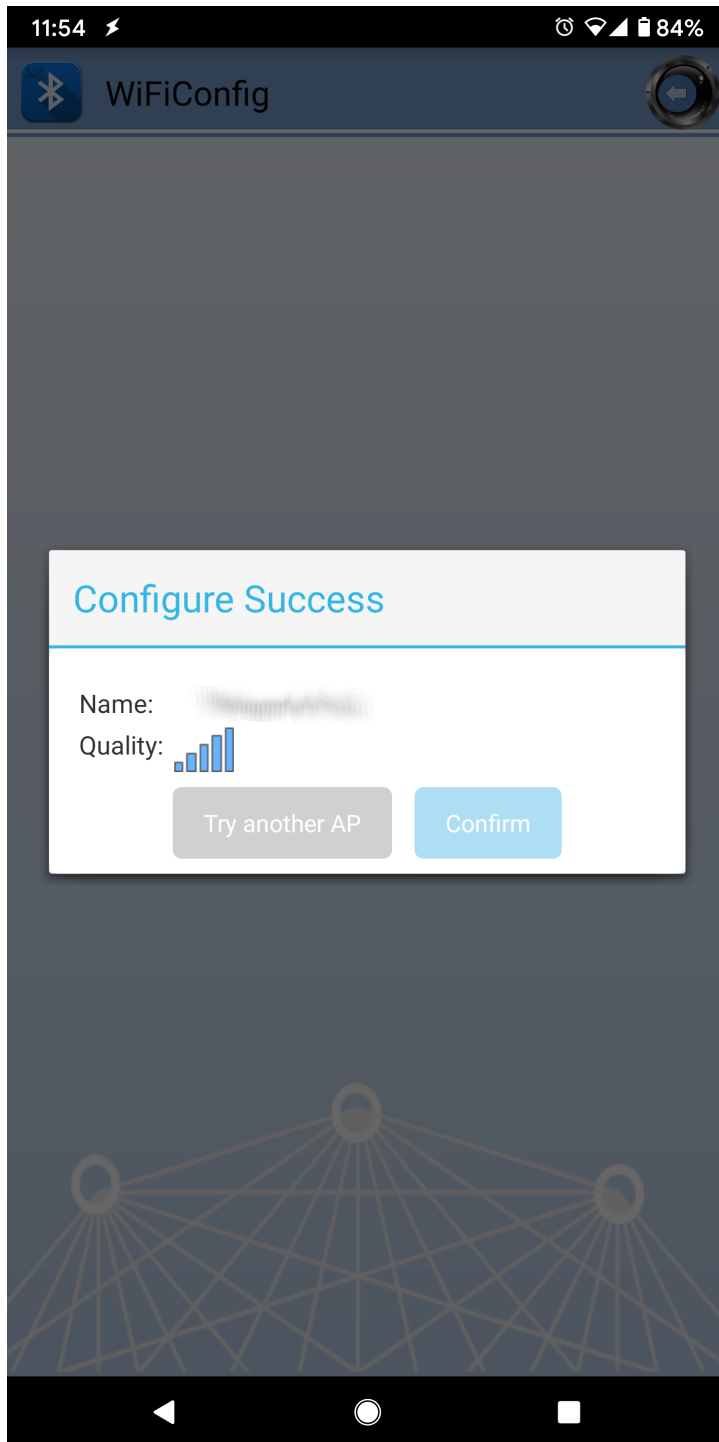 11:54 84%
WiFiConfig
Configure Success
Name:
Quality:
Try another AP Confirm